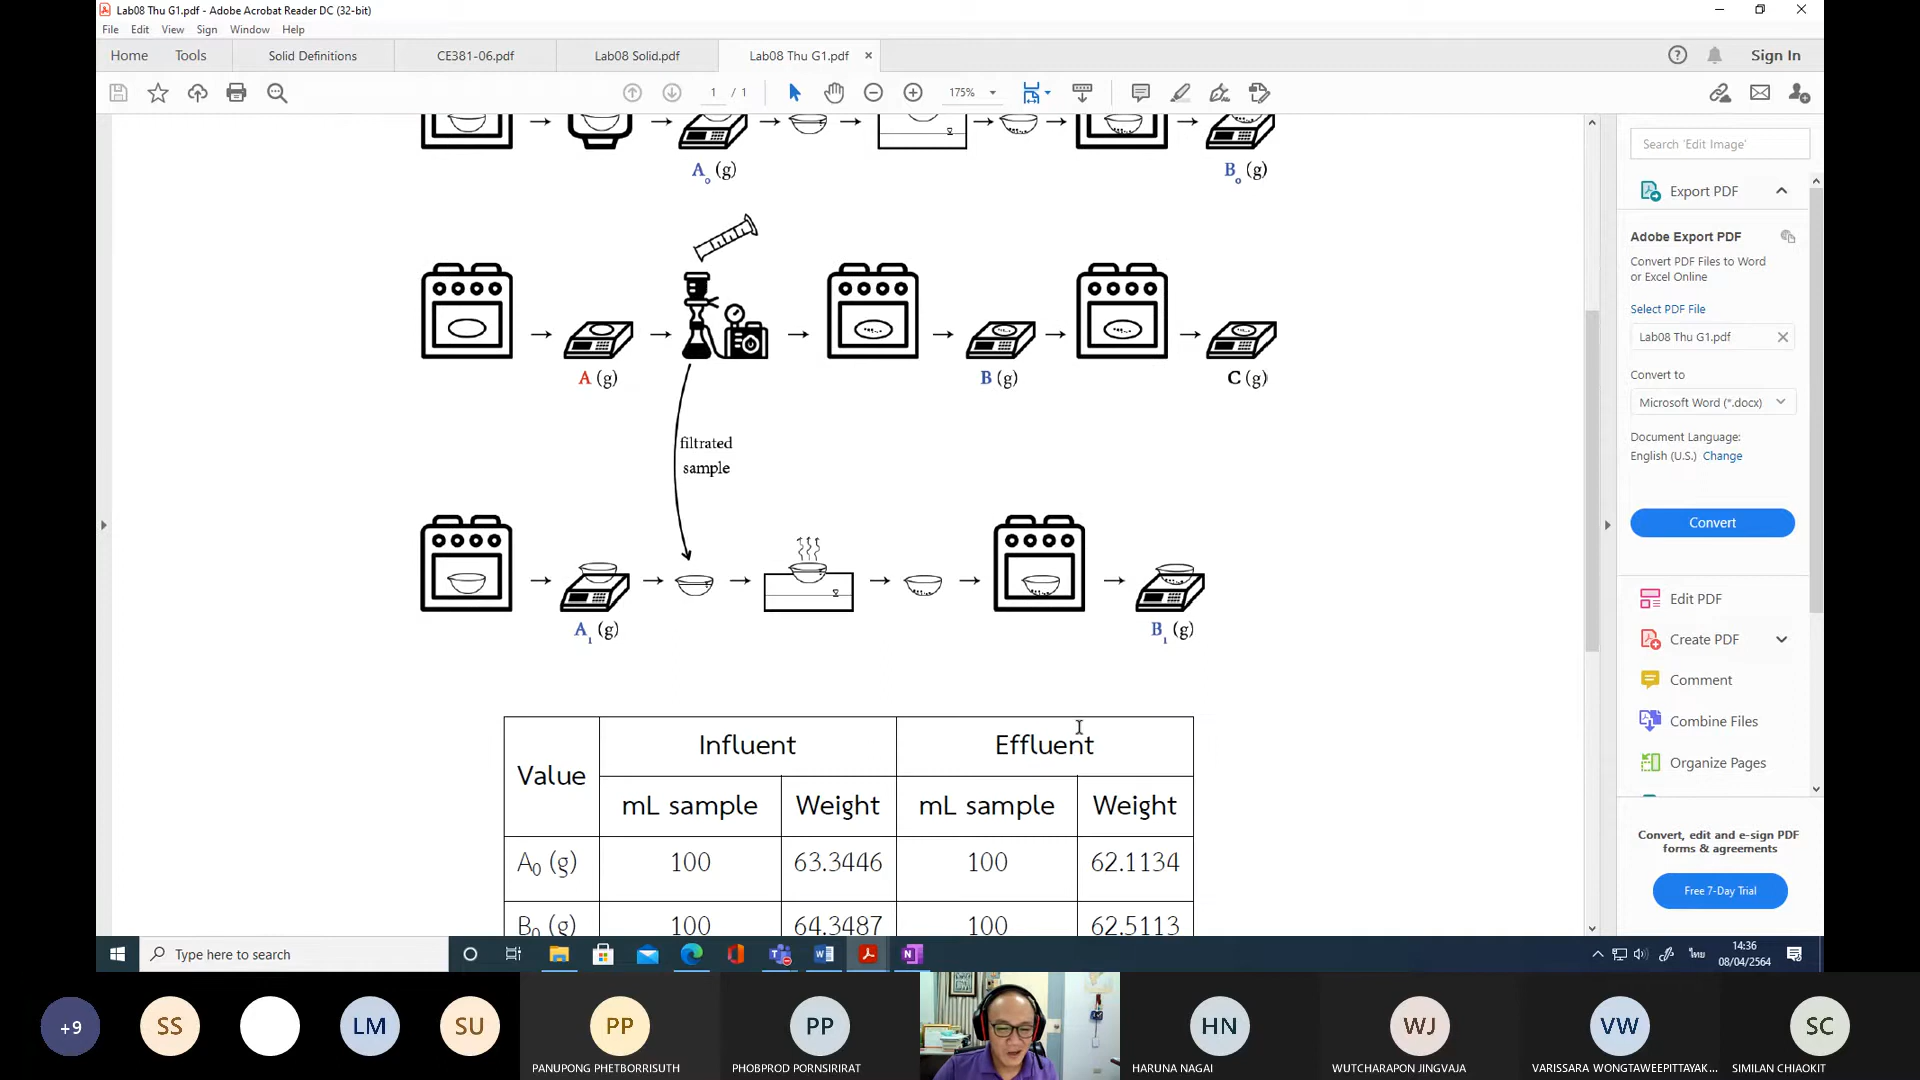 Lab08 Thu G1.pdf - Adobe Acrobat Reader DC (32-bit)
File Edit View Sign Window Help
Home Tools Solid Definitions CE381-06.pdf Lab08 Solid.pdf Lab08 Thu G1.pdf × Sign In
1 / 1 175%
A₀ (g) B₀ (g)
A (g) B (g) C (g)
filtrated
sample
A₁ (g) B₁ (g)
Value Influent Effluent
mL sample Weight mL sample Weight
A₀ (g) 100 63.3446 100 62.1134
B₀ (g) 100 64.3487 100 62.5113
Search 'Edit Image'
Export PDF
Adobe Export PDF
Convert PDF Files to Word
or Excel Online
Select PDF File
Lab08 Thu G1.pdf
Convert to
Microsoft Word (*.docx)
Document Language:
English (U.S.) Change
Convert
Edit PDF
Create PDF
Comment
Combine Files
Organize Pages
Convert, edit and e-sign PDF
forms & agreements
Free 7-Day Trial
Type here to search
ไทย
14:36
08/04/2564
+9 SS LM SU PP PP HN WJ VW SC
PANUPONG PHETBORRISUTH PHOBPROD PORNSIRIRAT HARUNA NAGAI WUTCHARAPON JINGVAJA VARISSARA WONGTAWEEPITTAYAK... SIMILAN CHIAOKIT